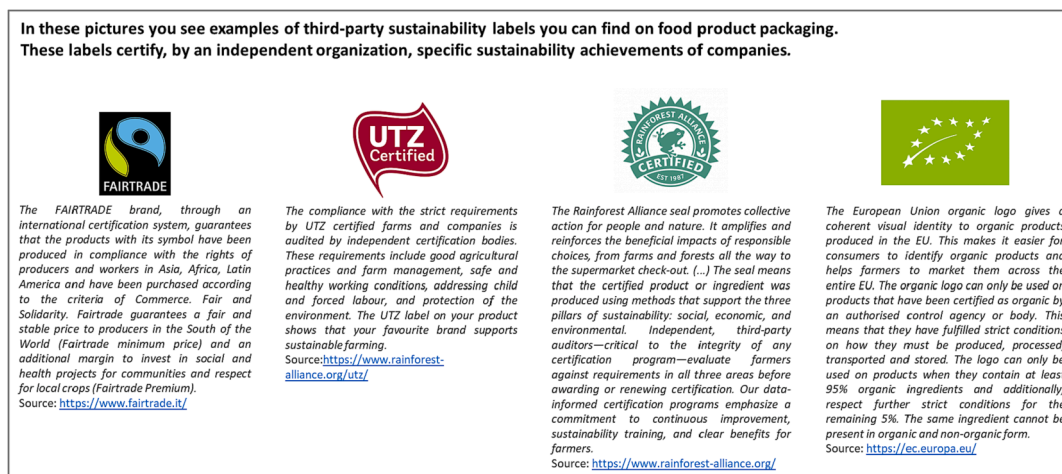 In these pictures you see examples of third-party sustainability labels you can find on food product packaging.
These labels certify, by an independent organization, specific sustainability achievements of companies.
FAIRTRADE
The FAIRTRADE brand, through an
international certification system, guarantees
that the products with its symbol have been
produced in compliance with the rights of
producers and workers in Asia, Africa, Latin
America and have been purchased according
to the criteria of Commerce. Fair and
Solidarity. Fairtrade guarantees a fair and
stable price to producers in the South of the
World (Fairtrade minimum price) and an
additional margin to invest in social and
health projects for communities and respect
for local crops (Fairtrade Premium).
Source: https://www.fairtrade.it/
UTZ
Certified
The compliance with the strict requirements
by UTZ certified farms and companies is
audited by independent certification bodies.
These requirements include good agricultural
practices and farm management, safe and
healthy working conditions, addressing child
and forced labour, and protection of the
environment. The UTZ label on your product
shows that your favourite brand supports
sustainable farming.
Source:https://www.rainforest-
alliance.org/utz/
RAINFOREST ALLIANCE
CERTIFIED
EST 1987
The Rainforest Alliance seal promotes collective
action for people and nature. It amplifies and
reinforces the beneficial impacts of responsible
choices, from farms and forests all the way to
the supermarket check-out. (...) The seal means
that the certified product or ingredient was
produced using methods that support the three
pillars of sustainability: social, economic, and
environmental. Independent, third-party
auditors—critical to the integrity of any
certification program—evaluate farmers
against requirements in all three areas before
awarding or renewing certification. Our data-
informed certification programs emphasize a
commitment to continuous improvement,
sustainability training, and clear benefits for
farmers.
Source: https://www.rainforest-alliance.org/
The European Union organic logo gives a
coherent visual identity to organic products
produced in the EU. This makes it easier for
consumers to identify organic products and
helps farmers to market them across the
entire EU. The organic logo can only be used on
products that have been certified as organic by
an authorised control agency or body. This
means that they have fulfilled strict conditions
on how they must be produced, processed,
transported and stored. The logo can only be
used on products when they contain at least
95% organic ingredients and additionally,
respect further strict conditions for the
remaining 5%. The same ingredient cannot be
present in organic and non-organic form.
Source: https://ec.europa.eu/